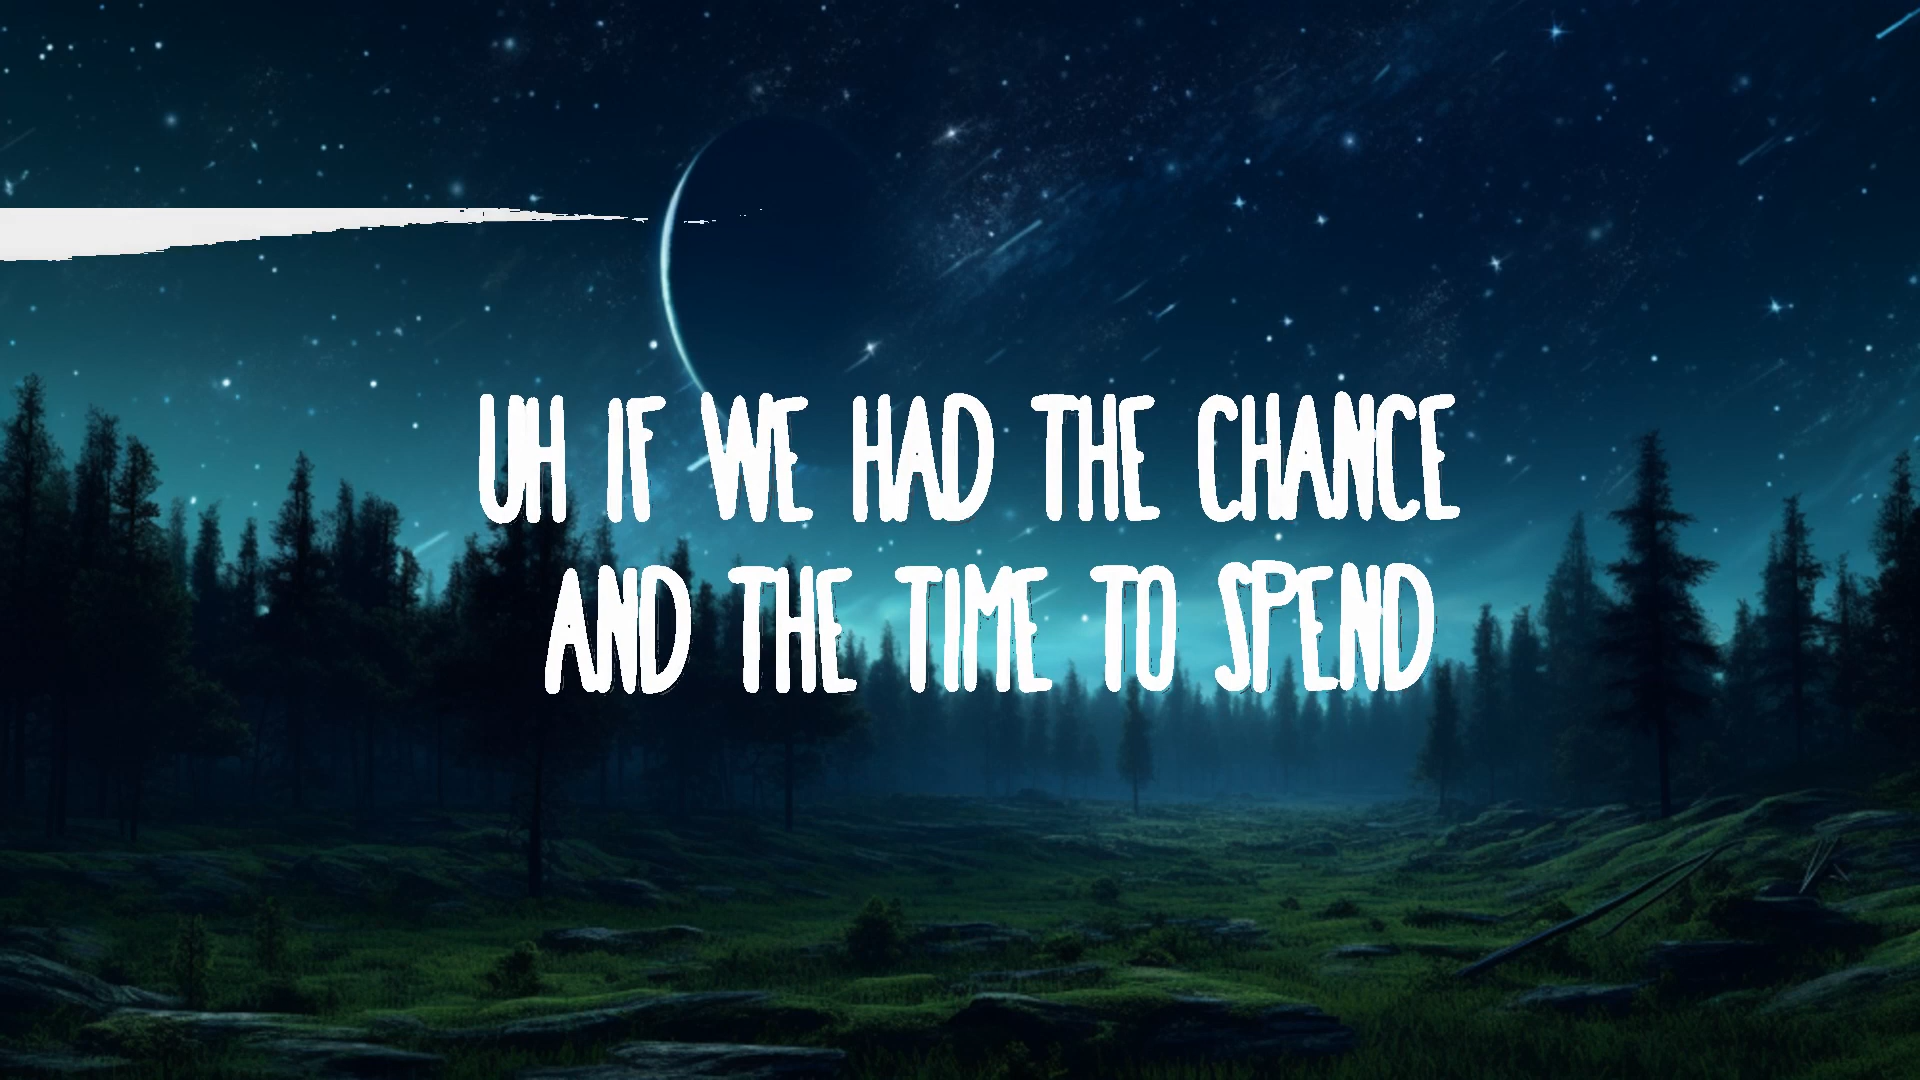 UH IF WE HAD THE CHANCE
AND THE TIME TO SPEND